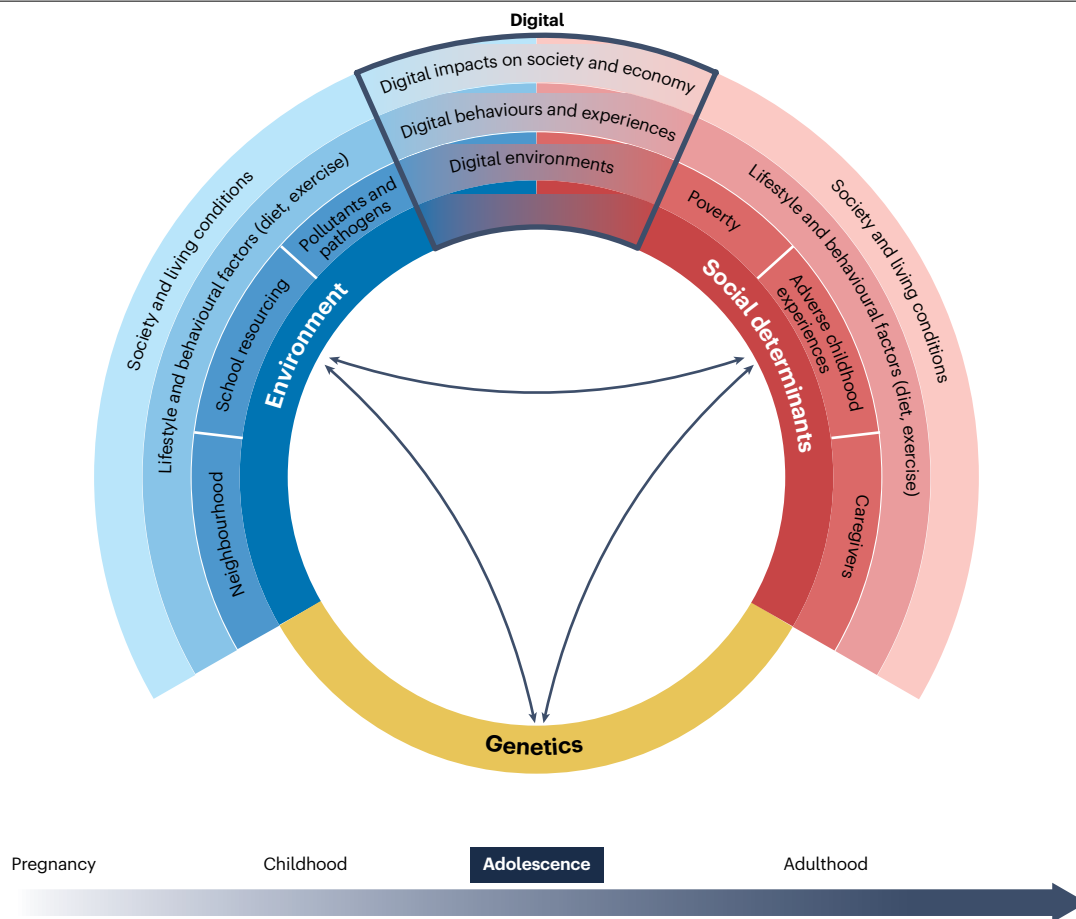 Digital
Digital impacts on society and economy
Digital behaviours and experiences
Digital environments
Society and living conditions
Lifestyle and behavioural factors (diet, exercise)
Pollutants and
pathogens
School resourcing
Neighbourhood
Environment
Poverty
Adverse childhood
experiences
Caregivers
Social determinants
Lifestyle and behavioural factors (diet, exercise)
Society and living conditions
Genetics
Pregnancy
Childhood
Adolescence
Adulthood